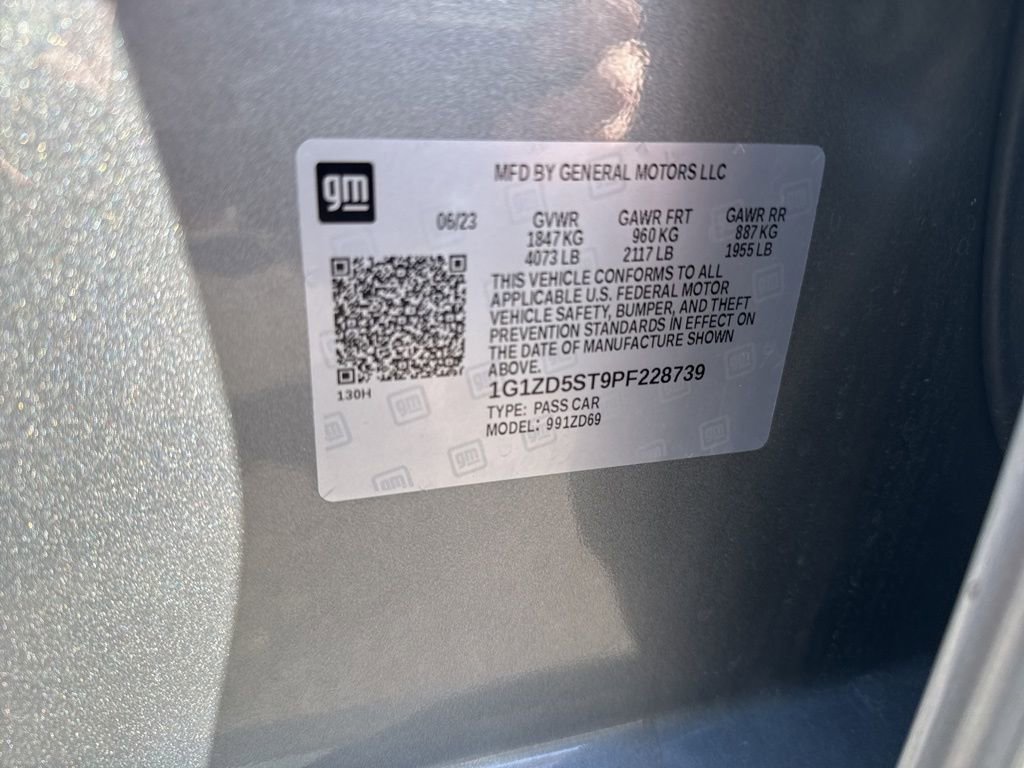 gm
MFD BY GENERAL MOTORS LLC
06/23 GVWR GAWR FRT GAWR RR
1847 KG 960 KG 887 KG
4073 LB 2117 LB 1955 LB
THIS VEHICLE CONFORMS TO ALL
APPLICABLE U.S. FEDERAL MOTOR
VEHICLE SAFETY, BUMPER, AND THEFT
PREVENTION STANDARDS IN EFFECT ON
THE DATE OF MANUFACTURE SHOWN
ABOVE.
130H
1G1ZD5ST9PF228739
TYPE: PASS CAR
MODEL: 991ZD69